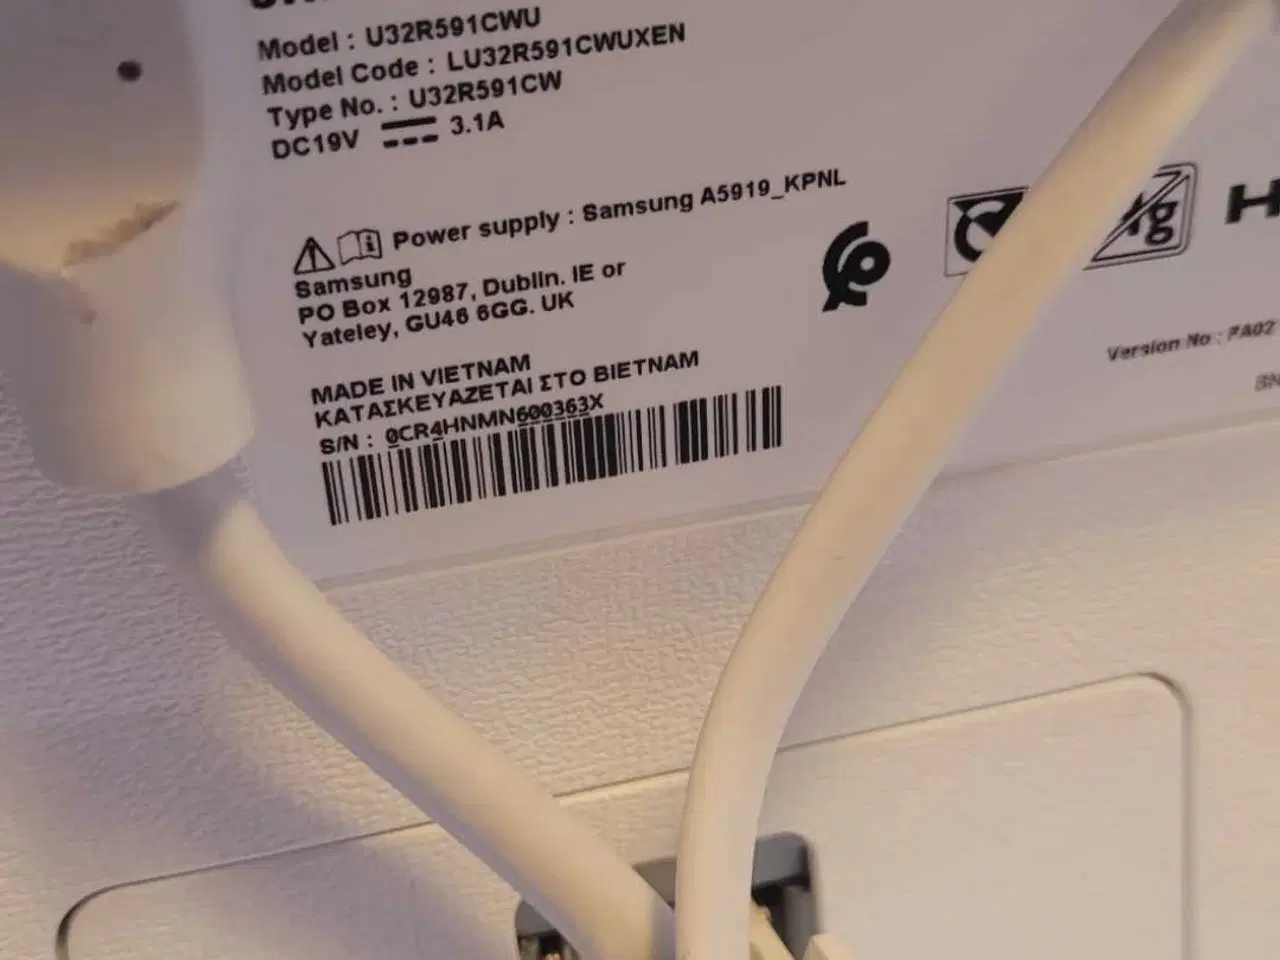 Model : U32R591CWU
Model Code : LU32R591CWUXEN
Type No. : U32R591CW
DC19V 3.1A
Power supply : Samsung A5919_KPNL
Samsung
PO Box 12987, Dublin. IE or
Yateley, GU46 6GG. UK
MADE IN VIETNAM
ΚΑΤΑΣΚΕΥΑΖΕΤΑΙ ΣΤΟ ΒΙΕΤΝΑΜ
S/N : 0CR4HNMN600363X
Version No : FA02